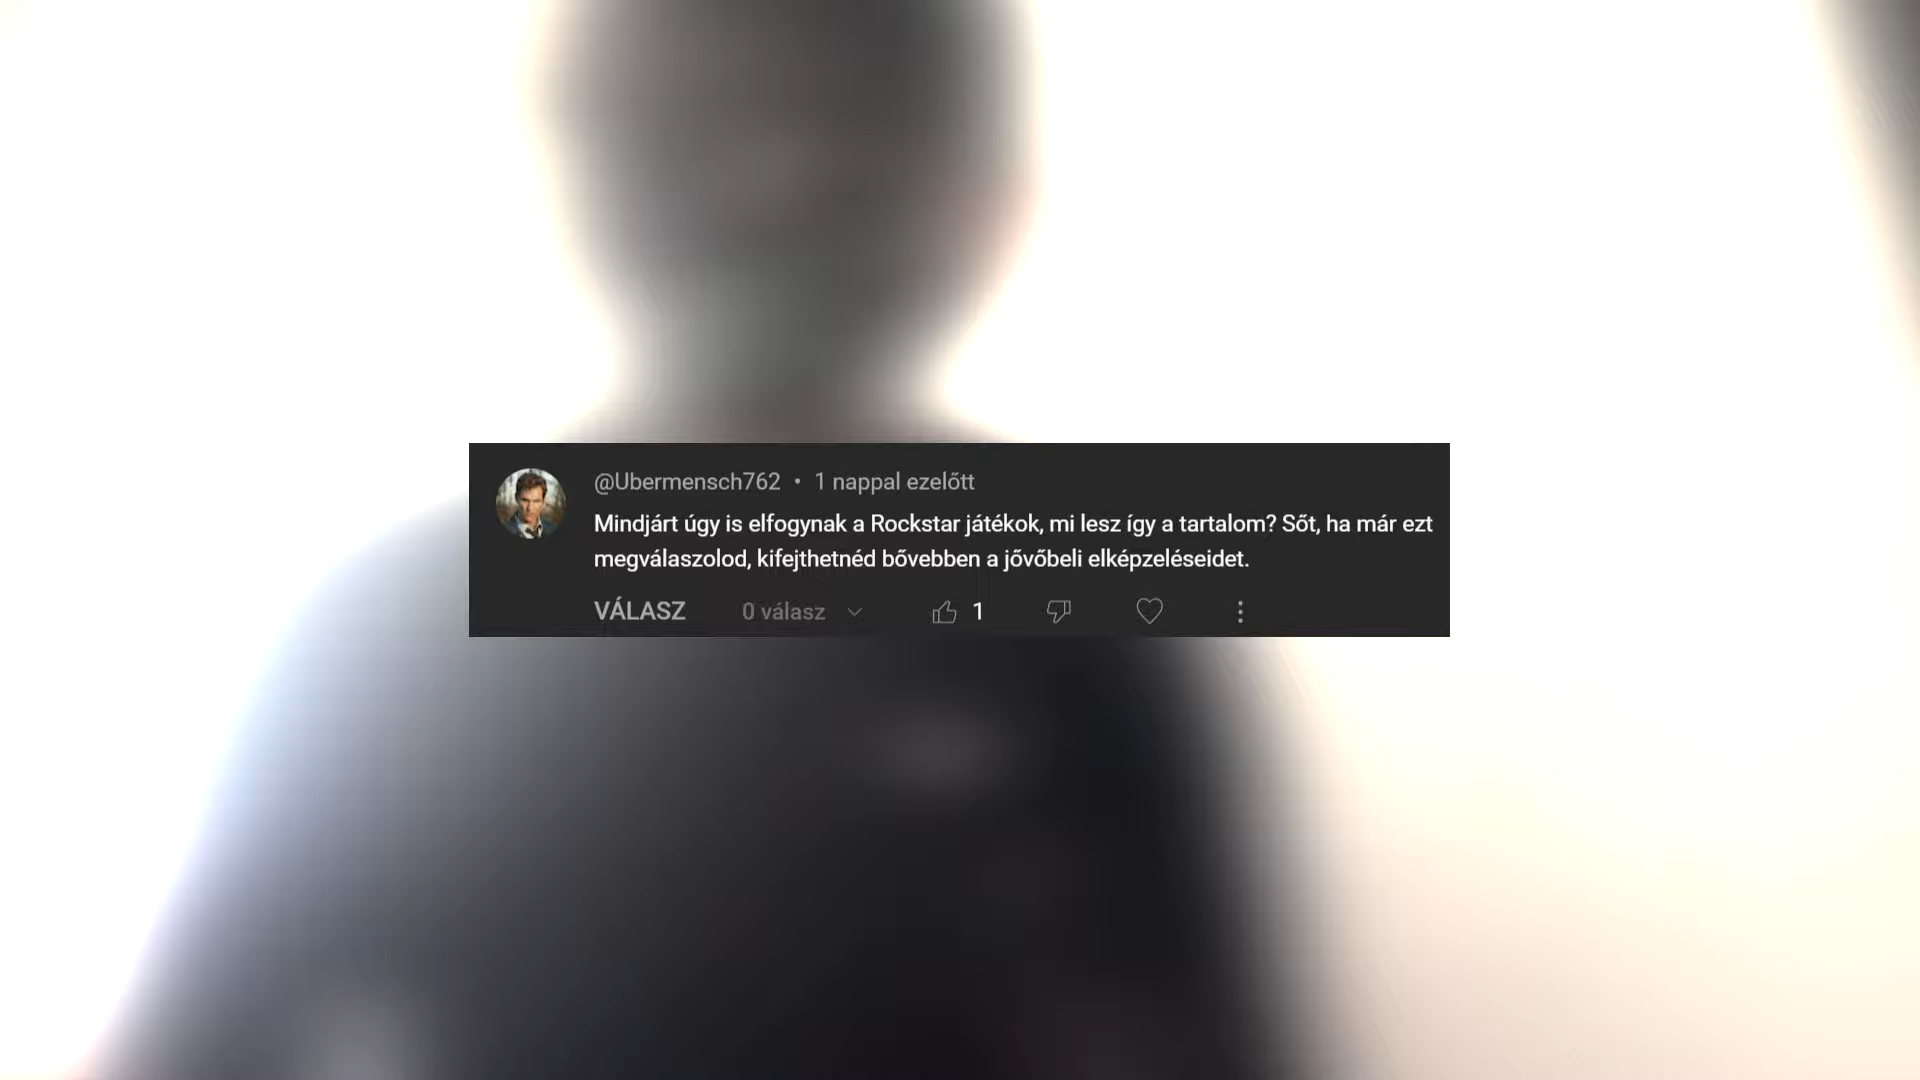 @Ubermensch762 • 1 nappal ezelőtt
Mindjárt úgy is elfogynak a Rockstar játékok, mi lesz így a tartalom? Sőt, ha már ezt
megválaszolod, kifejthetnéd bővebben a jővőbeli elképzeléseidet.
VÁLASZ 0 válasz 1